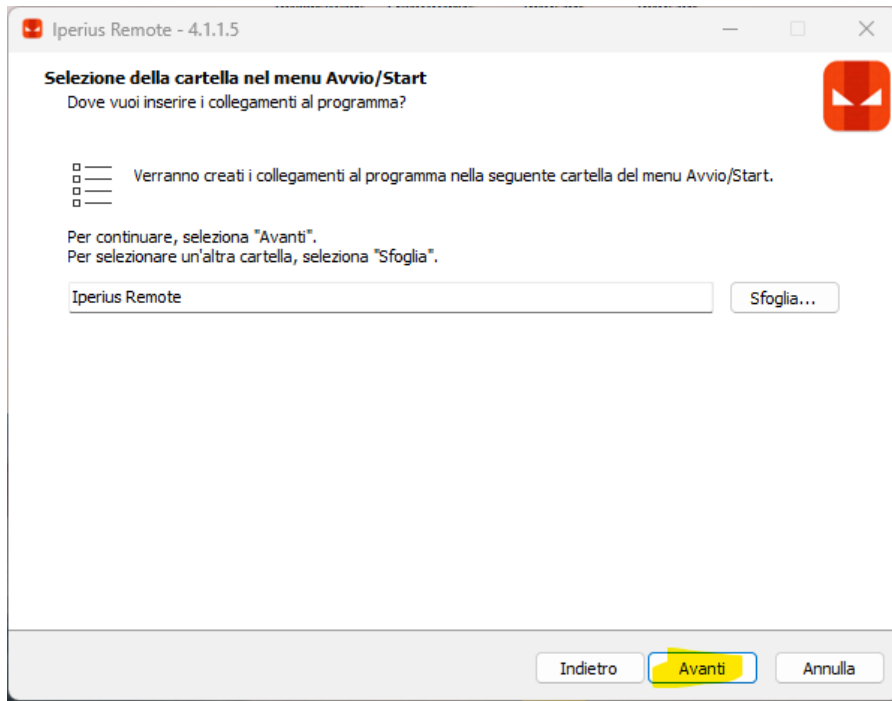 Iperius Remote - 4.1.1.5
Selezione della cartella nel menu Avvio/Start
Dove vuoi inserire i collegamenti al programma?
Verranno creati i collegamenti al programma nella seguente cartella del menu Avvio/Start.
Per continuare, seleziona "Avanti".
Per selezionare un'altra cartella, seleziona "Sfoglia".
Iperius Remote
Sfoglia...
Indietro
Avanti
Annulla